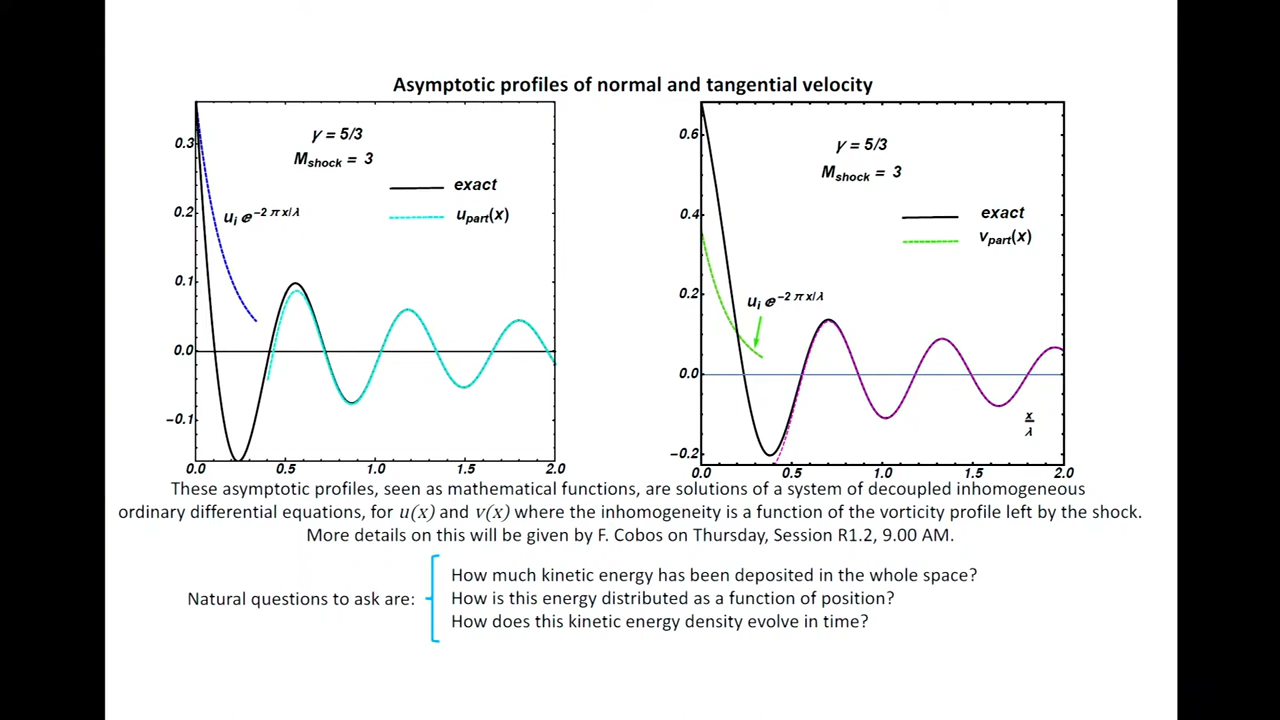 Asymptotic profiles of normal and tangential velocity
0.3
0.2
0.1
0.0
−0.1
γ = 5/3
M_shock = 3
exact
u_part(x)
u_i e^{−2 π x/λ}
0.0 0.5 1.0 1.5 2.0
0.6
0.4
0.2
0.0
−0.2
γ = 5/3
M_shock = 3
exact
v_part(x)
u_i e^{−2 π x/λ}
x/λ
0.0 0.5 1.0 1.5 2.0
These asymptotic profiles, seen as mathematical functions, are solutions of a system of decoupled inhomogeneous
ordinary differential equations, for u(x) and v(x) where the inhomogeneity is a function of the vorticity profile left by the shock.
More details on this will be given by F. Cobos on Thursday, Session R1.2, 9.00 AM.
Natural questions to ask are:
How much kinetic energy has been deposited in the whole space?
How is this energy distributed as a function of position?
How does this kinetic energy density evolve in time?